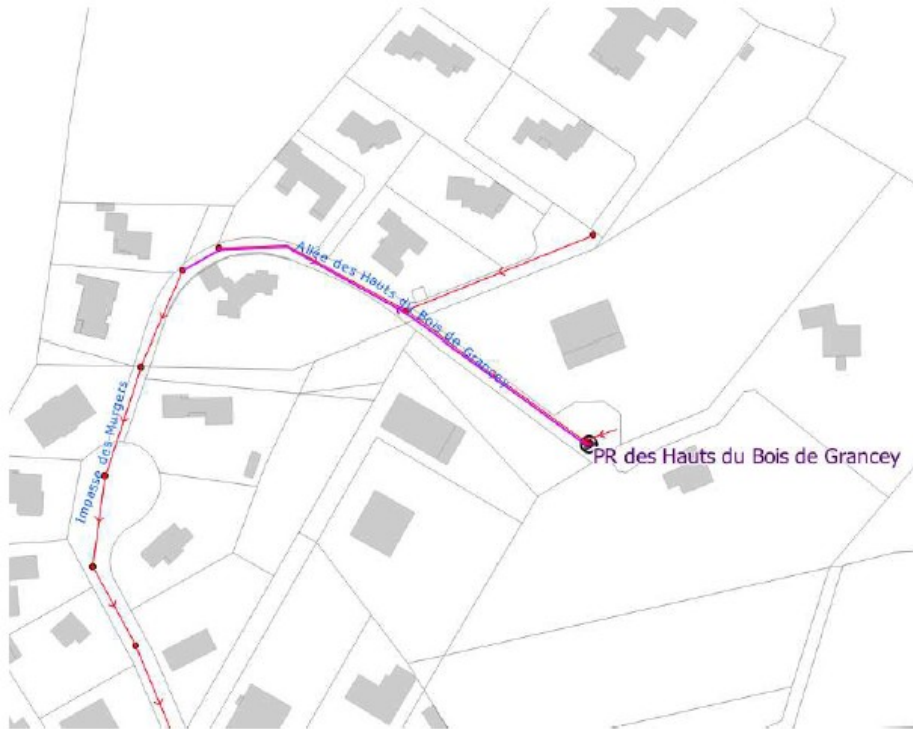 Allée des Hauts du Bois de Grancey
PR des Hauts du Bois de Grancey
Impasse des Murgers